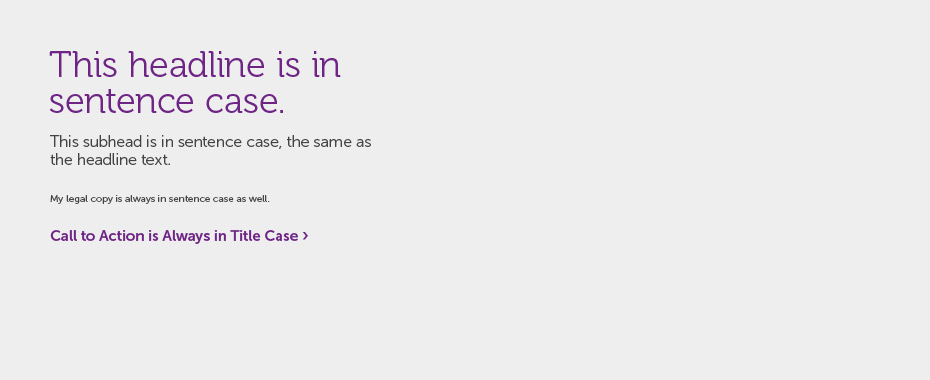 This headline is in
sentence case.
This subhead is in sentence case, the same as
the headline text.
My legal copy is always in sentence case as well.
Call to Action is Always in Title Case ›